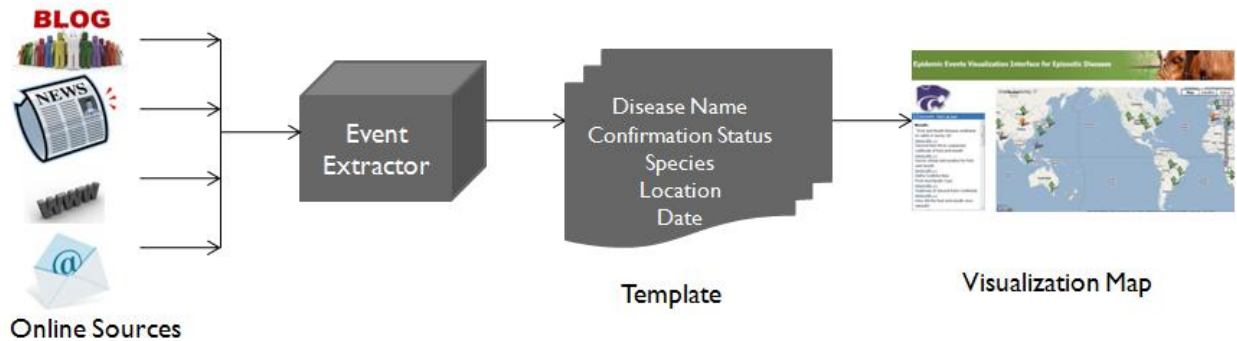 BLOG
NEWS
WWW
@
Online Sources
Event
Extractor
Disease Name
Confirmation Status
Species
Location
Date
Template
Epidemic Events Visualization Interface for Episootic Diseases
Visualization Map